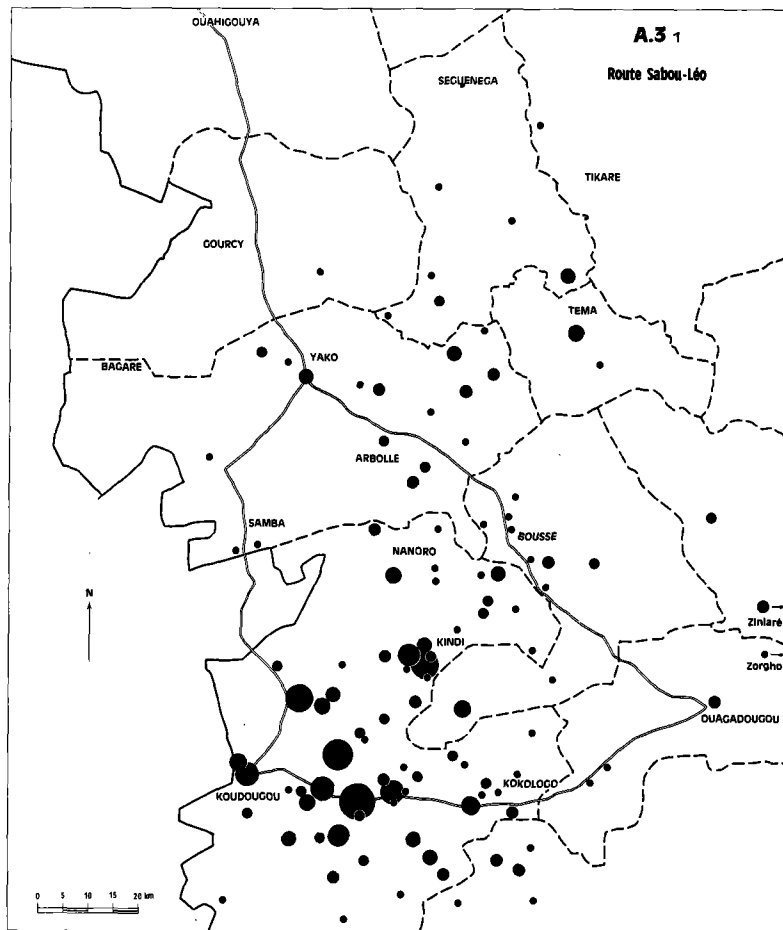 OUAHIGOUYA
A.3 1
Route Sabou-Léo
SEGUENEGA
TIKARE
GOURCY
TEMA
YAKO
BAGARE
ARBOLLE
SAMBA
BOUSSE
NANORO
N
Ziniaré
KINDI
Zorgho
OUAGADOUGOU
KOKOLOGO
KOUDOUGOU
0 5 10 15 20 km